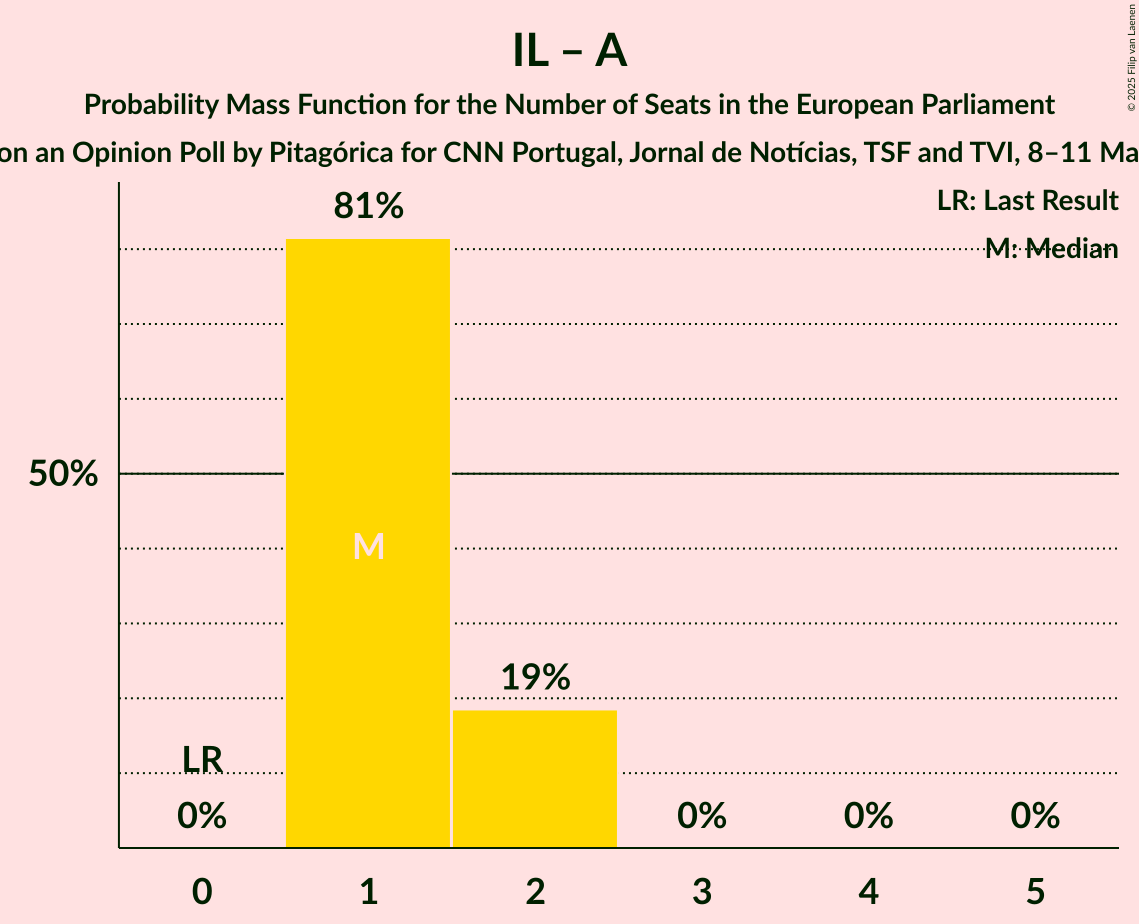 IL – A
Probability Mass Function for the Number of Seats in the European Parliament
on an Opinion Poll by Pitagórica for CNN Portugal, Jornal de Notícias, TSF and TVI, 8–11 Ma
© 2025 Filip van Laenen
LR: Last Result
M: Median
81%
50%
M
19%
LR
0%
0%
0%
0%
0
1
2
3
4
5